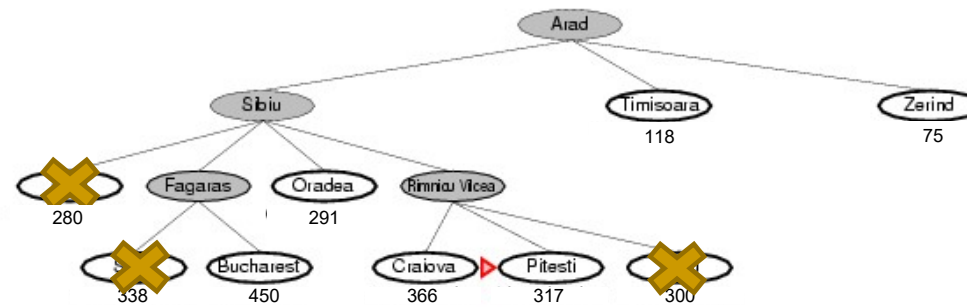 Arad
Sibiu Timisoara Zerind
118 75
Fagaras Oradea Rimnicu Vilcea
280 291
Bucharest Craiova Pitesti
338 450 366 317 300